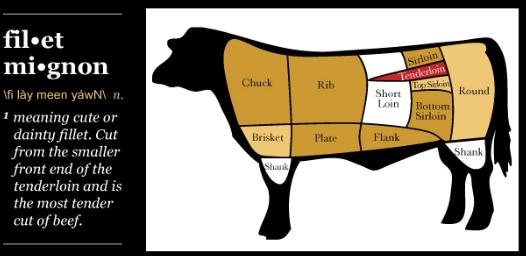 fil•et
mi•gnon
\fi lày meen yáwN\ n.
1 meaning cute or
dainty fillet. Cut
from the smaller
front end of the
tenderloin and is
the most tender
cut of beef.
Chuck
Rib
Short
Loin
Sirloin
Tenderloin
Top Sirloin
Bottom
Sirloin
Round
Brisket
Plate
Flank
Shank
Shank